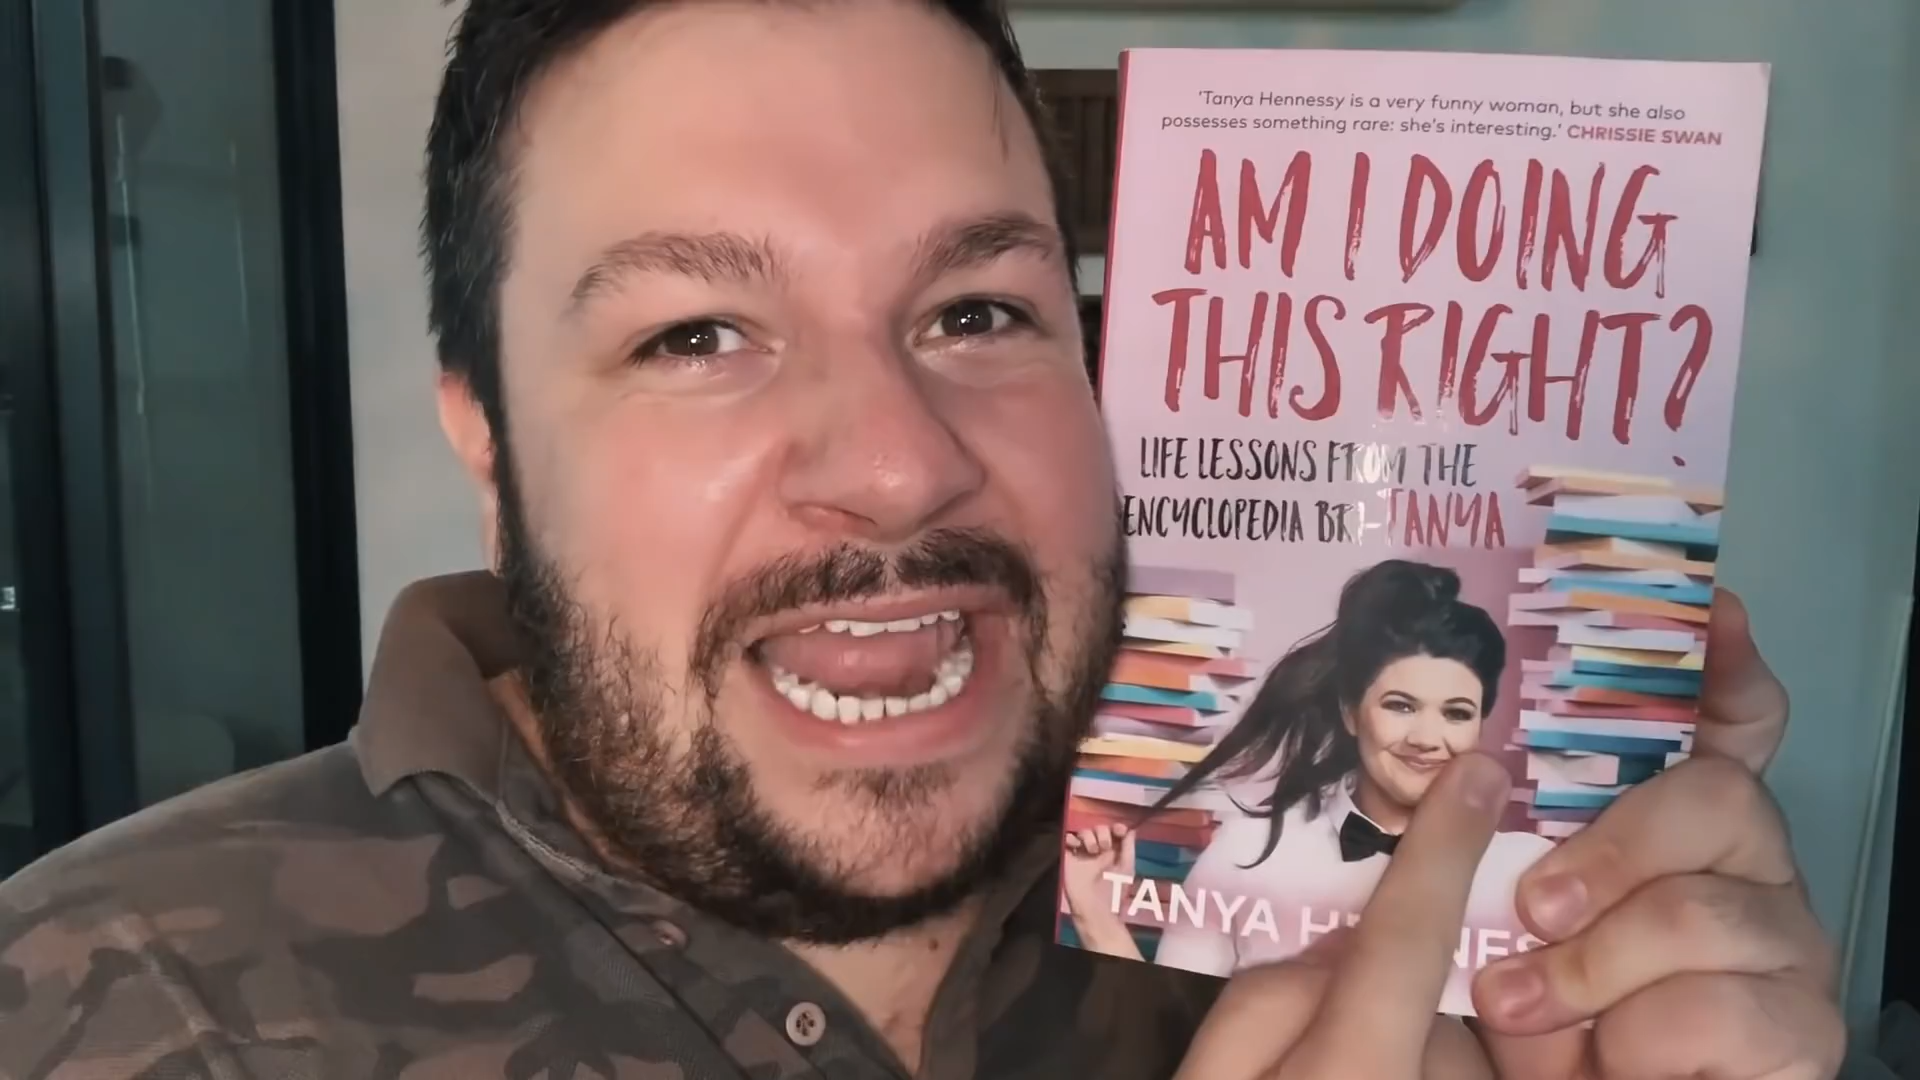 'Tanya Hennessy is a very funny woman, but she also
possesses something rare: she's interesting.' CHRISSIE SWAN
AM I DOING
THIS RIGHT?
LIFE LESSONS FROM THE
ENCYCLOPEDIA BRI-TANYA
TANYA